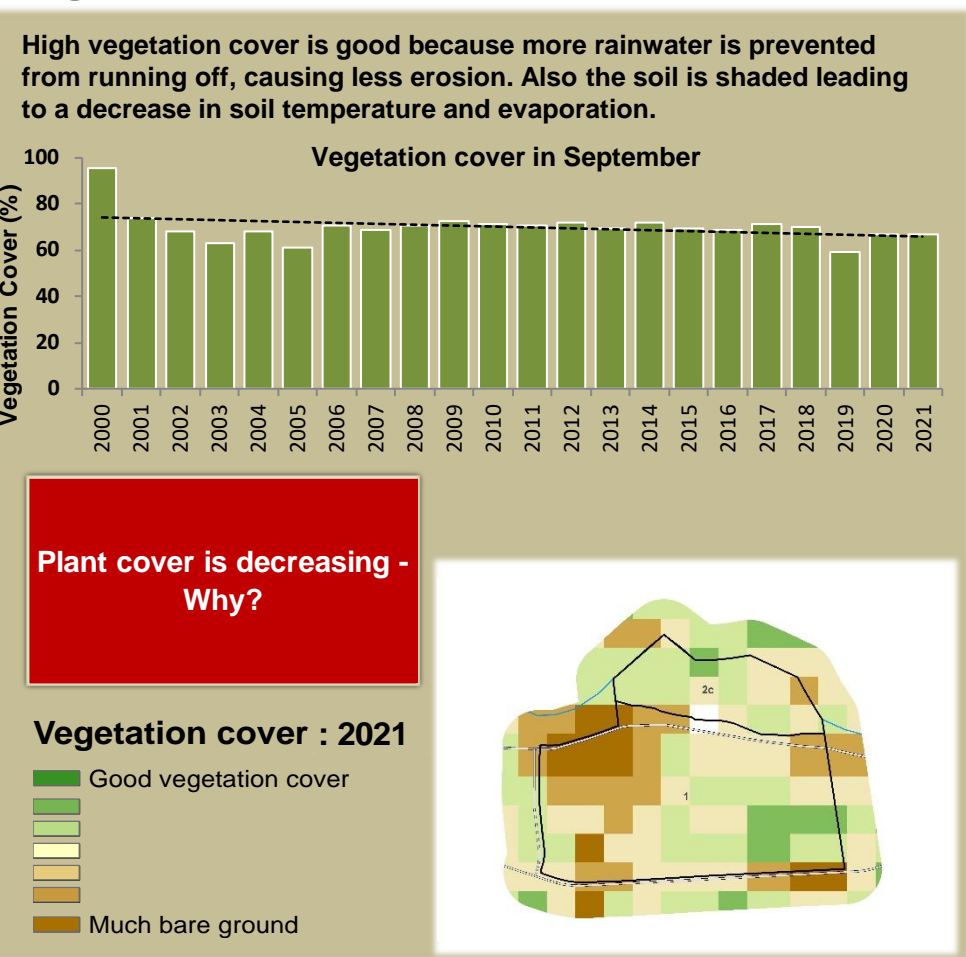 High vegetation cover is good because more rainwater is prevented
from running off, causing less erosion. Also the soil is shaded leading
to a decrease in soil temperature and evaporation.
Vegetation cover in September
Vegetation Cover (%)
100
80
60
40
20
0
2000 2001 2002 2003 2004 2005 2006 2007 2008 2009 2010 2011 2012 2013 2014 2015 2016 2017 2018 2019 2020 2021
Plant cover is decreasing -
Why?
2c
1
Vegetation cover : 2021
Good vegetation cover
Much bare ground